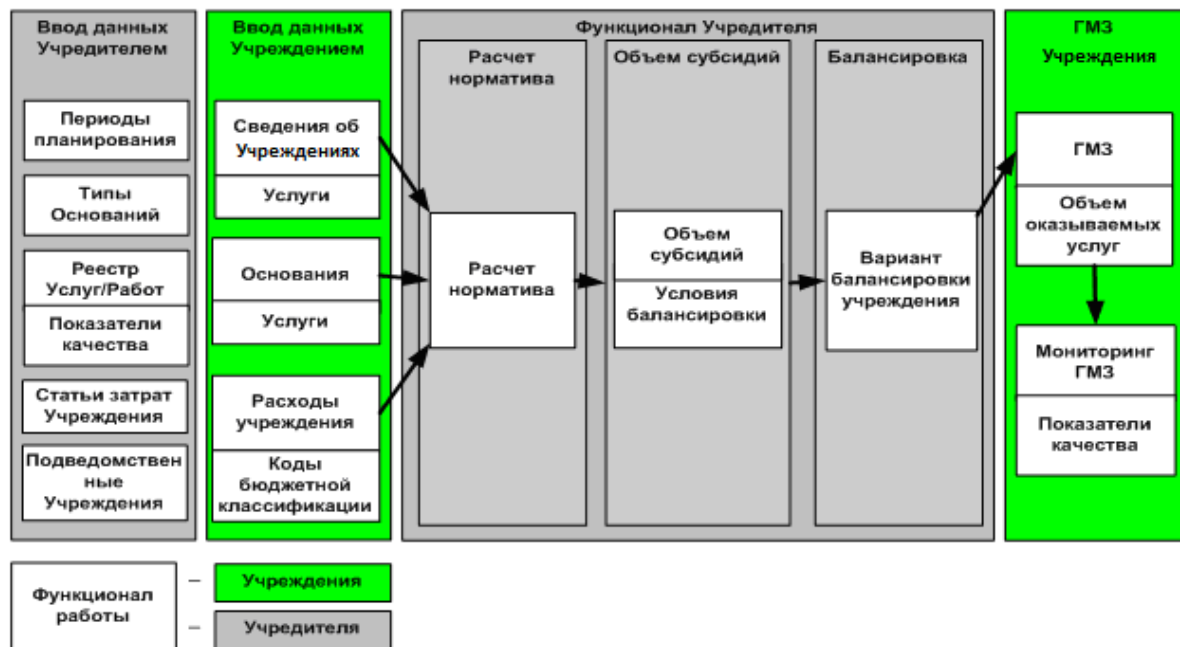 Ввод данных
Учредителем
Периоды
планирования
Типы
Оснований
Реестр
Услуг/Работ
Показатели
качества
Статьи затрат
Учреждения
Подведомствен
ные
Учреждения
Ввод данных
Учреждением
Сведения об
Учреждениях
Услуги
Основания
Услуги
Расходы
учреждения
Коды
бюджетной
классификации
Функционал Учредителя
Расчет
норматива
Расчет
норматива
Объем субсидий
Объем
субсидий
Условия
балансировки
Балансировка
Вариант
балансировки
учреждения
ГМЗ
Учреждения
ГМЗ
Объем
оказываемых
услуг
Мониторинг
ГМЗ
Показатели
качества
Функционал
работы
– Учреждения
– Учредителя